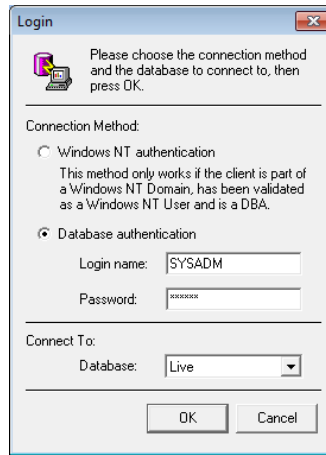 Login
Please choose the connection method
and the database to connect to, then
press OK.
Connection Method:
Windows NT authentication
This method only works if the client is part
of a Windows NT Domain, has been validated
as a Windows NT User and is a DBA.
Database authentication
Login name: SYSADM
Password: ××××××
Connect To:
Database: Live
OK Cancel